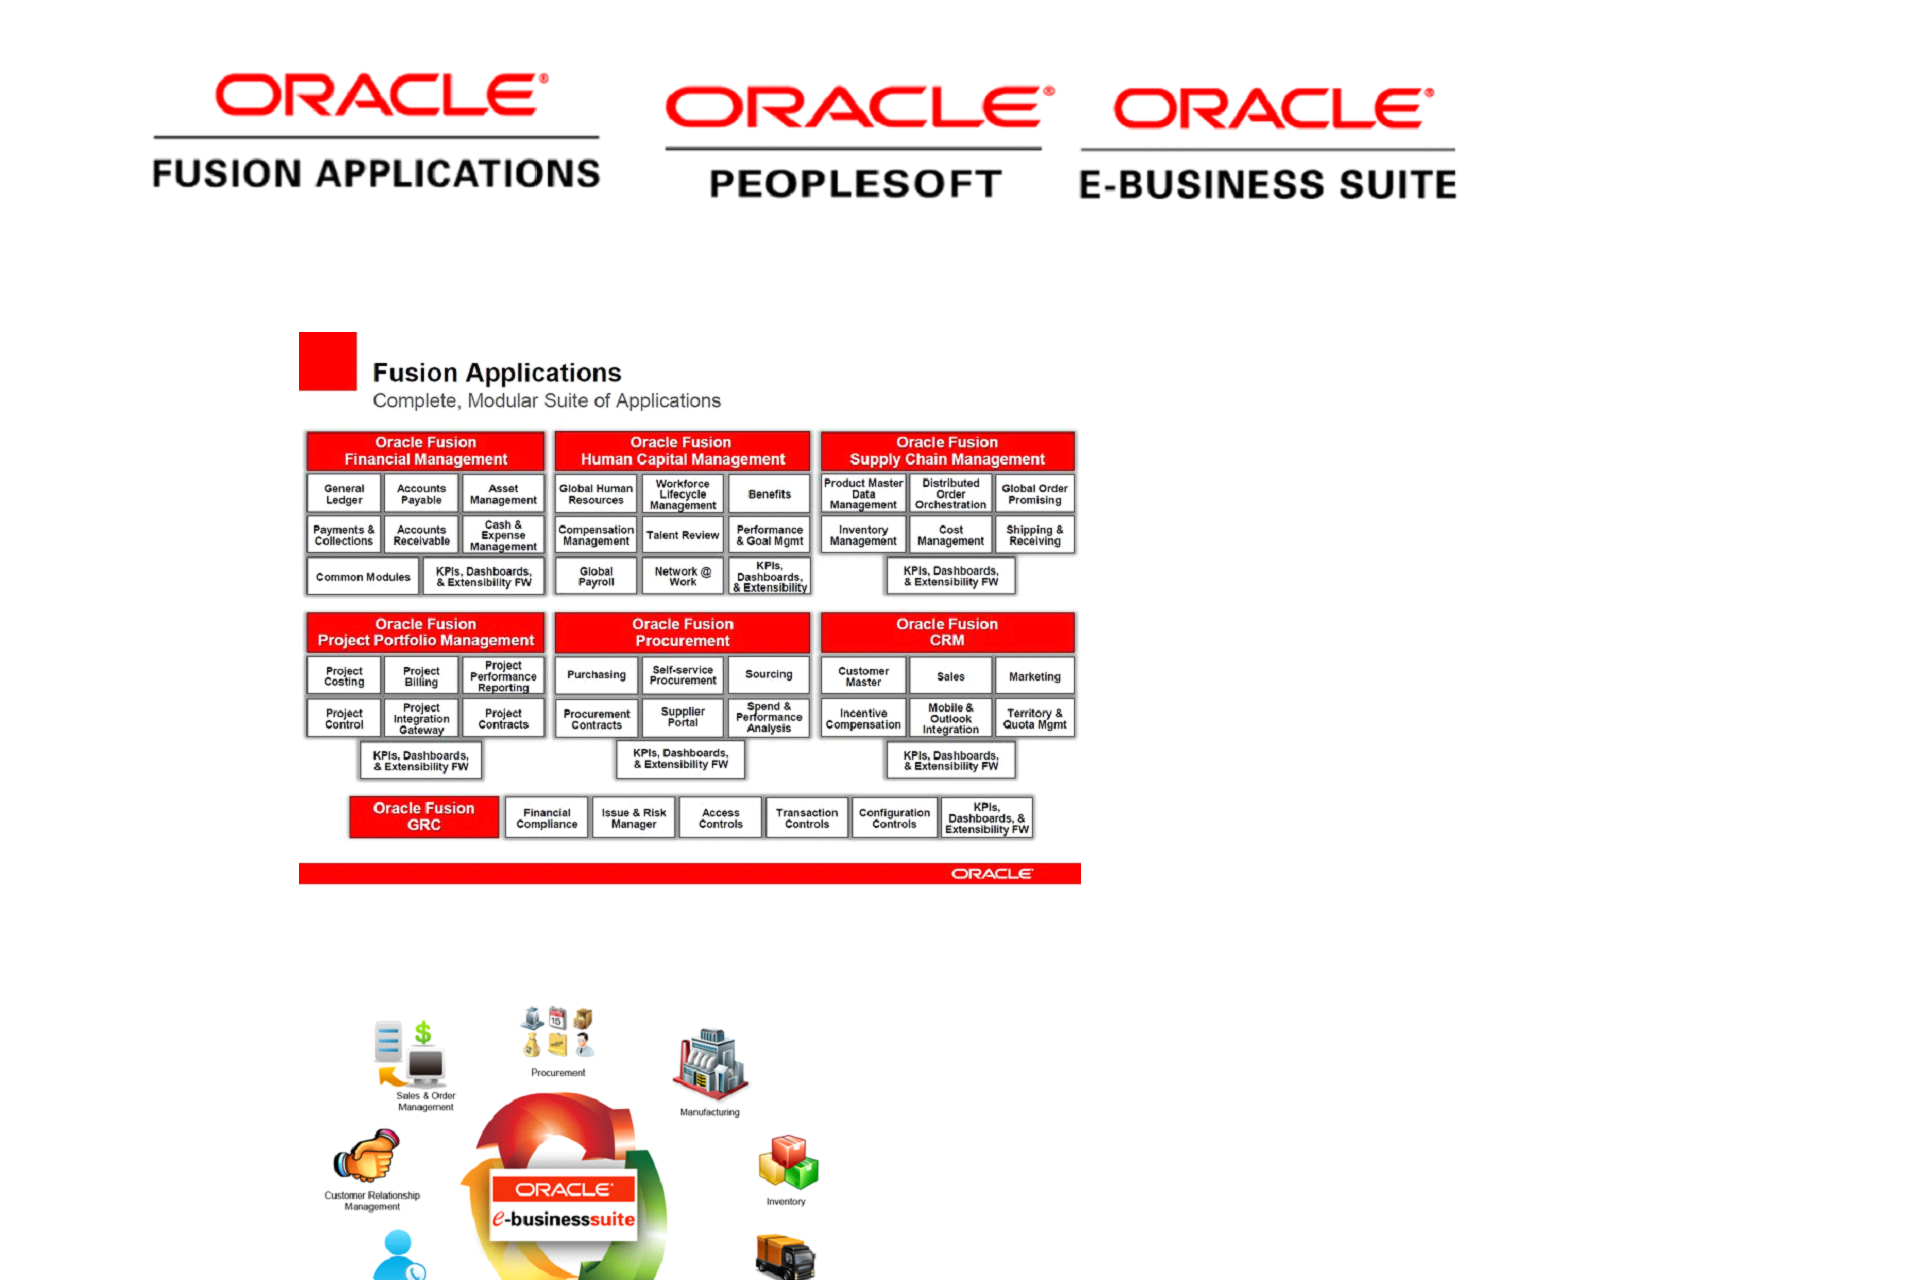 ORACLE®
FUSION APPLICATIONS
ORACLE®
PEOPLESOFT
ORACLE®
E-BUSINESS SUITE
Fusion Applications
Complete, Modular Suite of Applications
Oracle Fusion
Financial Management
General
Ledger
Accounts
Payable
Asset
Management
Payments &
Collections
Accounts
Receivable
Cash &
Expense
Management
Common Modules
KPIs, Dashboards,
& Extensibility FW
Oracle Fusion
Human Capital Management
Global Human
Resources
Workforce
Lifecycle
Management
Benefits
Compensation
Management
Talent Review
Performance
& Goal Mgmt
Global
Payroll
Network @
Work
KPIs,
Dashboards,
& Extensibility
Oracle Fusion
Supply Chain Management
Product Master
Data
Management
Distributed
Order
Orchestration
Global Order
Promising
Inventory
Management
Cost
Management
Shipping &
Receiving
KPIs, Dashboards,
& Extensibility FW
Oracle Fusion
Project Portfolio Management
Project
Costing
Project
Billing
Project
Performance
Reporting
Project
Control
Project
Integration
Gateway
Project
Contracts
KPIs, Dashboards,
& Extensibility FW
Oracle Fusion
Procurement
Purchasing
Self-service
Procurement
Sourcing
Procurement
Contracts
Supplier
Portal
Spend &
Performance
Analysis
KPIs, Dashboards,
& Extensibility FW
Oracle Fusion
CRM
Customer
Master
Sales
Marketing
Incentive
Compensation
Mobile &
Outlook
Integration
Territory &
Quota Mgmt
KPIs, Dashboards,
& Extensibility FW
Oracle Fusion
GRC
Financial
Compliance
Issue & Risk
Manager
Access
Controls
Transaction
Controls
Configuration
Controls
KPIs,
Dashboards, &
Extensibility FW
ORACLE
15
$
Procurement
Sales & Order
Management
Manufacturing
Customer Relationship
Management
Inventory
ORACLE
e-businesssuite